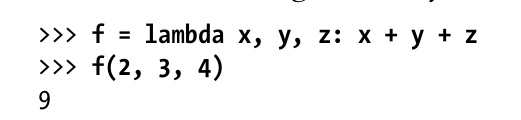 >>> f = lambda x, y, z: x + y + z
>>> f(2, 3, 4)
9